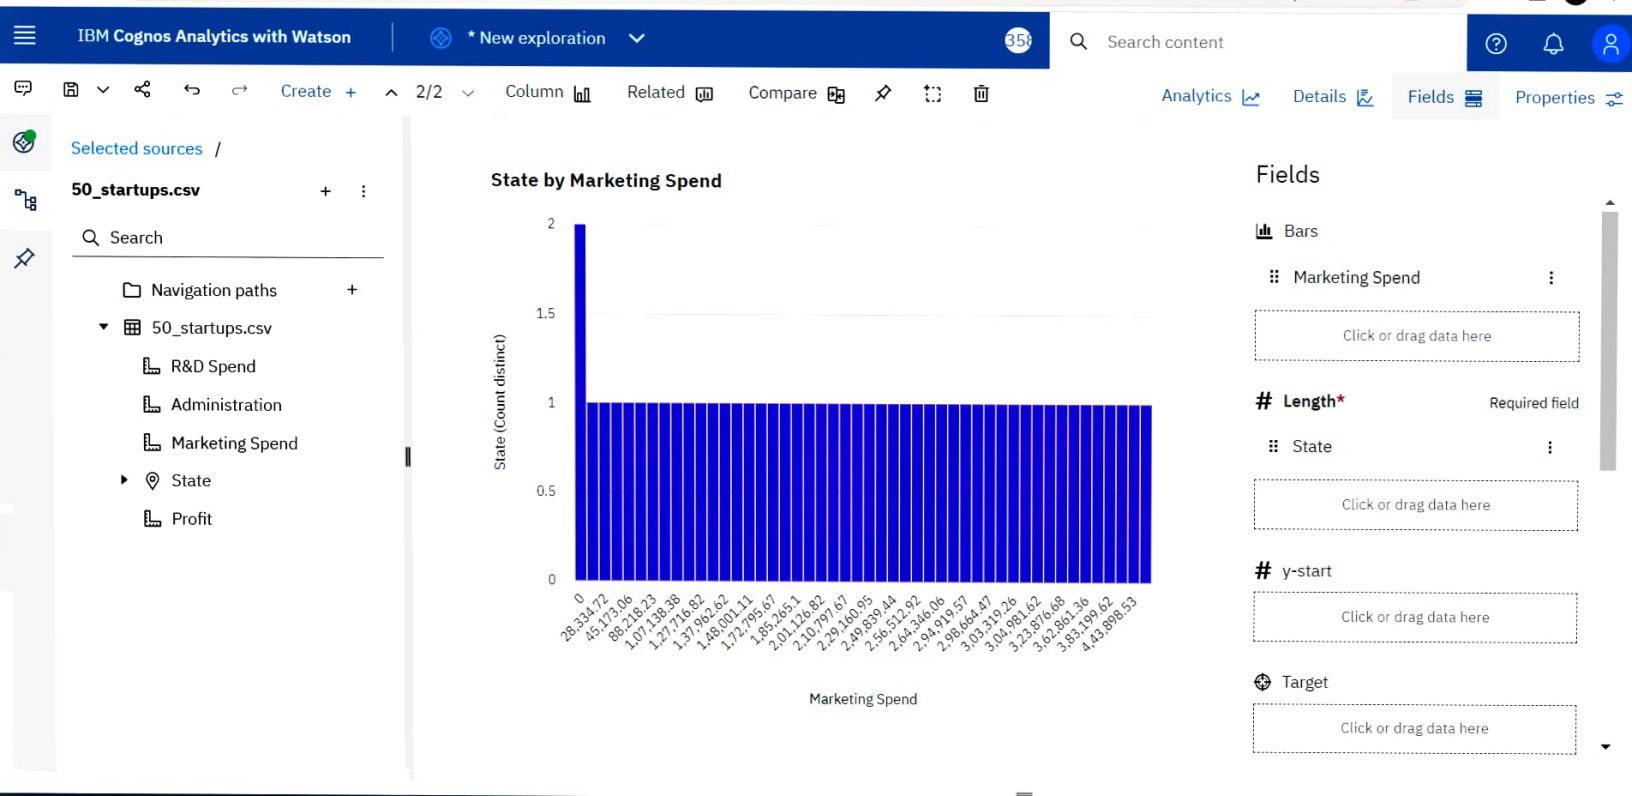 IBM Cognos Analytics with Watson
* New exploration
358
Search content
Create +
2/2
Column
Related
Compare
Analytics
Details
Fields
Properties
Selected sources /
50_startups.csv
Search
Navigation paths
50_startups.csv
R&D Spend
Administration
Marketing Spend
State
Profit
State by Marketing Spend
State (Count distinct)
2
1.5
1
0.5
0
0
28,334.72
45,173.06
88,218.23
1,07,138.38
1,27,716.82
1,37,962.62
1,48,001.11
1,72,795.67
1,85,265.1
2,01,126.82
2,10,797.67
2,29,160.95
2,49,839.44
2,56,512.92
2,64,346.06
2,94,919.57
2,98,664.47
3,03,319.26
3,04,981.62
3,23,876.68
3,62,861.36
3,83,199.62
4,43,898.53
Marketing Spend
Fields
Bars
Marketing Spend
Click or drag data here
# Length*
Required field
State
Click or drag data here
# y-start
Click or drag data here
Target
Click or drag data here